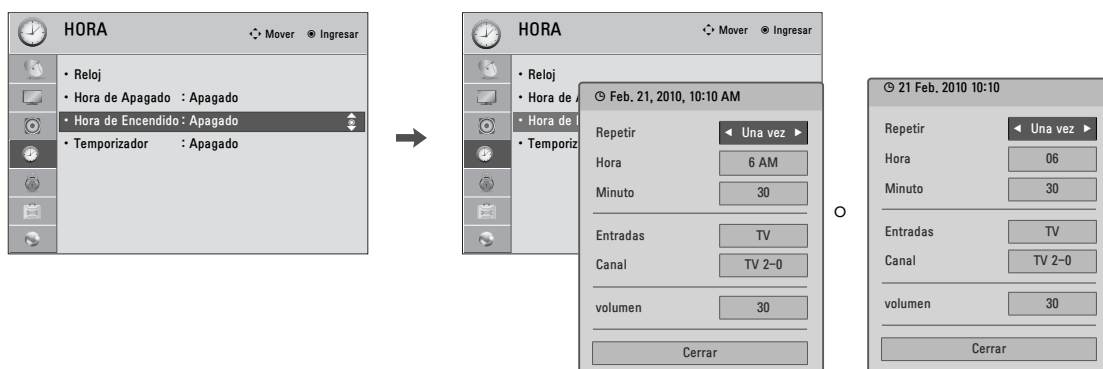 HORA
Mover
Ingresar
• Reloj
• Hora de Apagado : Apagado
• Hora de Encendido : Apagado
• Temporizador : Apagado
HORA
Mover
Ingresar
• Reloj
• Hora de
• Hora de
• Temporiz
Feb. 21, 2010, 10:10 AM
Repetir ◄ Una vez ►
Hora 6 AM
Minuto 30
Entradas TV
Canal TV 2-0
volumen 30
Cerrar
o
21 Feb. 2010 10:10
Repetir ◄ Una vez ►
Hora 06
Minuto 30
Entradas TV
Canal TV 2-0
volumen 30
Cerrar